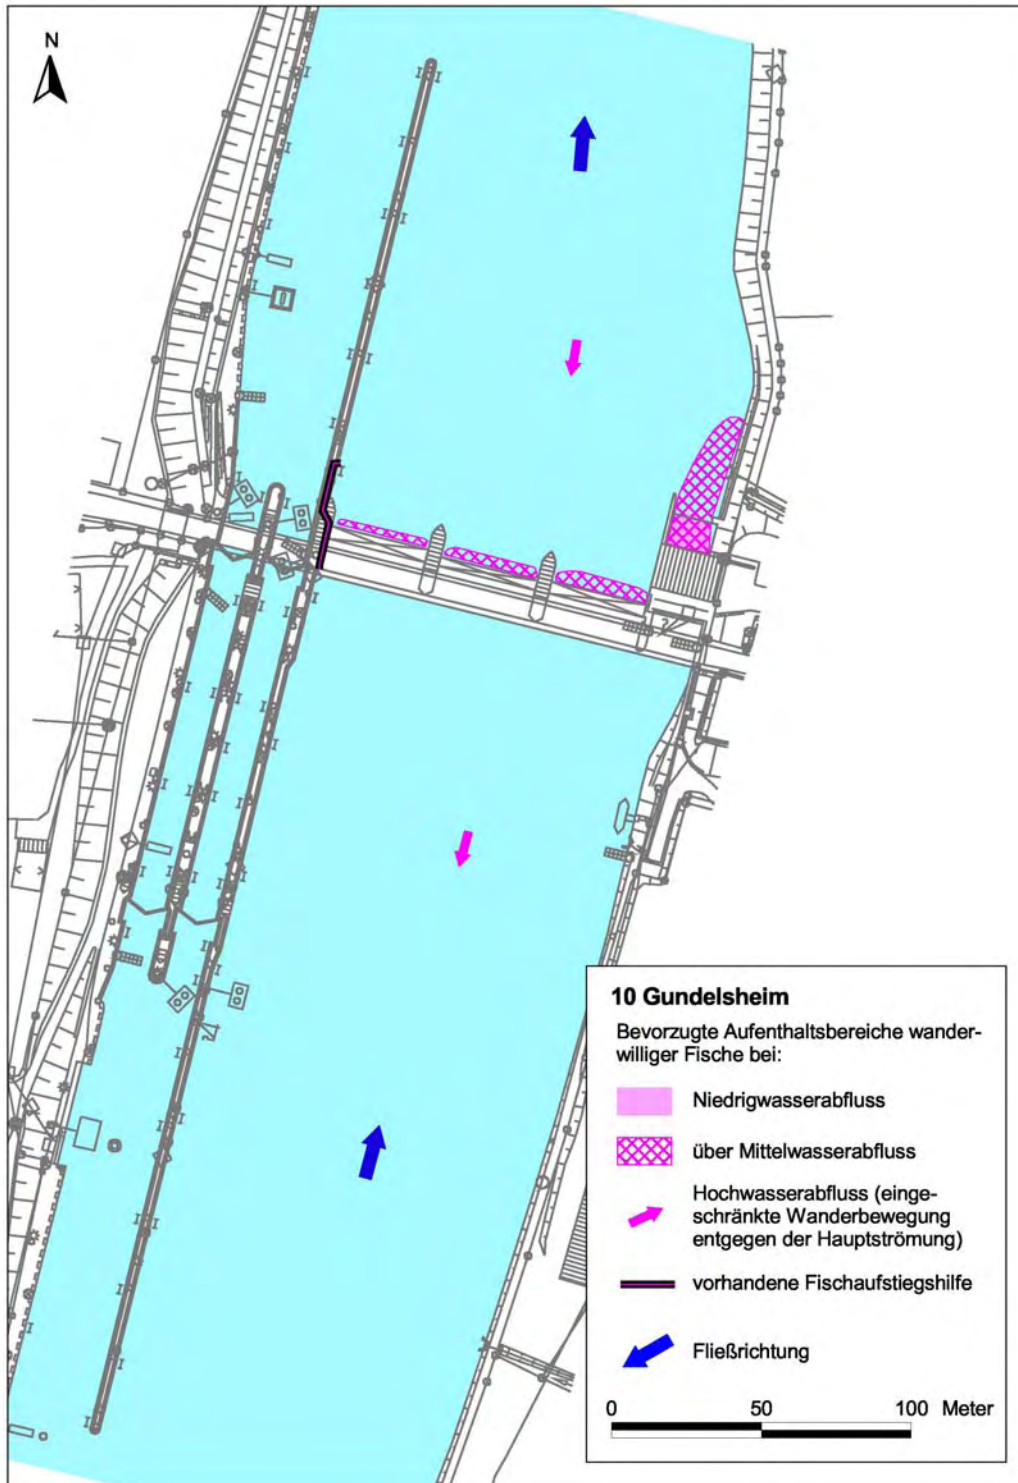 N
10 Gundelsheim
Bevorzugte Aufenthaltsbereiche wander-
williger Fische bei:
Niedrigwasserabfluss
über Mittelwasserabfluss
Hochwasserabfluss (einge-
schränkte Wanderbewegung
entgegen der Hauptströmung)
vorhandene Fischaufstiegshilfe
Fließrichtung
0 50 100 Meter